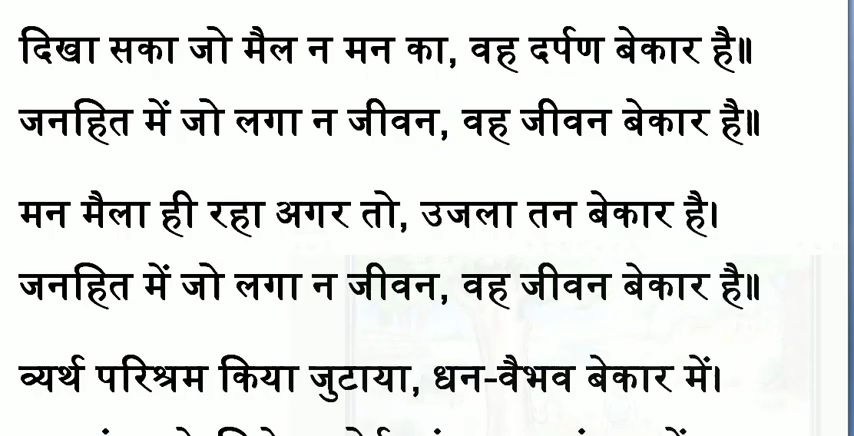 दिखा सका जो मैल न मन का, वह दर्पण बेकार है॥
जनहित में जो लगा न जीवन, वह जीवन बेकार है॥
मन मैला ही रहा अगर तो, उजला तन बेकार है।
जनहित में जो लगा न जीवन, वह जीवन बेकार है॥
व्यर्थ परिश्रम किया जुटाया, धन-वैभव बेकार में।